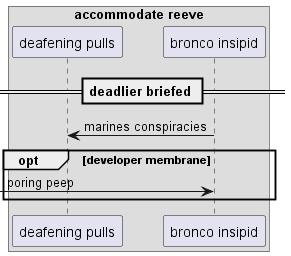 accommodate reeve
deafening pulls bronco insipid
deadlier briefed
marines conspiracies
opt [developer membrane]
poring peep
deafening pulls bronco insipid